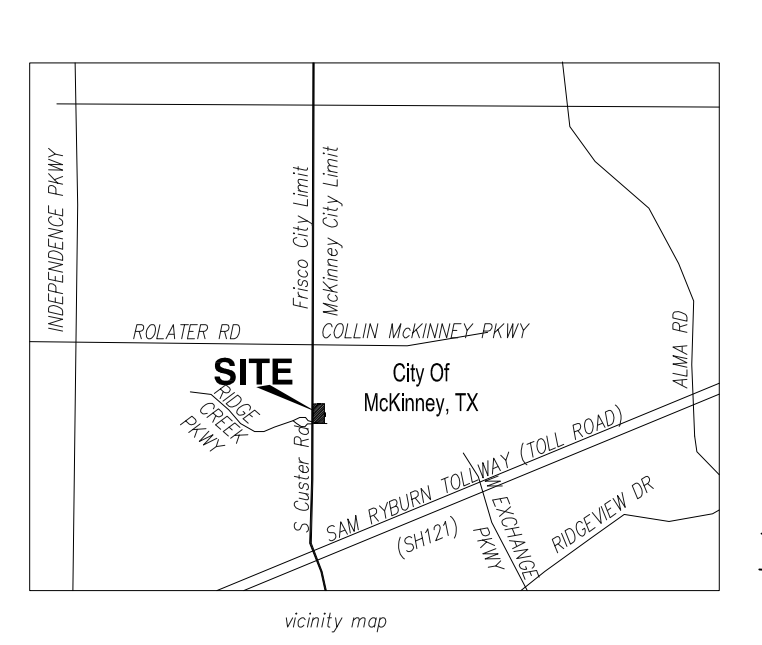 INDEPENDENCE PKWY
Frisco City Limit
McKinney City Limit
ROLATER RD
COLLIN McKINNEY PKWY
ALMA RD
SITE
City Of
McKinney, TX
RIDGE
CREEK
PKWY
S Custer Rd
SAM RYBURN TOLLWAY (TOLL ROAD)
(SH121)
W EXCHANGE
PKWY
RIDGEVIEW DR
vicinity map